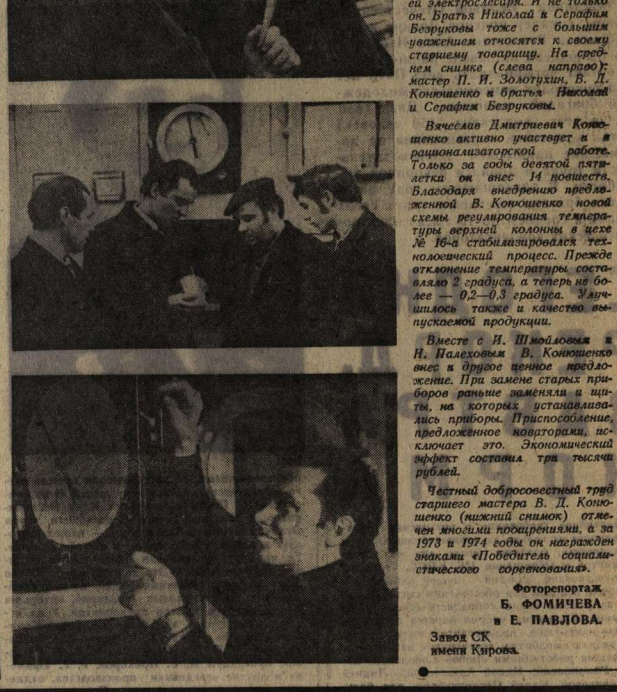 ей электрослесаря. И не только
он. Братья Николай и Серафим
Безруковы тоже с большим
уважением относятся к своему
старшему товарищу. На сред-
нем снимке (слева направо):
мастер П. И. Золотухин, В. Д.
Конюшенко и братья Николай
и Серафим Безруковы.
Вячеслав Дмитриевич Коню-
шенко активно участвует и в
рационализаторской работе.
Только за годы девятой пяти-
летки он внес 14 новшеств.
Благодаря внедрению предло-
женной В. Конюшенко новой
схемы регулирования темпера-
туры верхней колонны в цехе
№ 16-а стабилизировался тех-
нологический процесс. Прежде
отклонение температуры соста-
вляло 2 градуса, а теперь не бо-
лее — 0,2—0,3 градуса. Улуч-
шилось также и качество вы-
пускаемой продукции.
Вместе с И. Шмойловым и
Н. Палеховым В. Конюшенко
внес и другое ценное предло-
жение. При замене старых при-
боров раньше заменяли и щи-
ты, на которых устанавлива-
лись приборы. Приспособление,
предложенное новаторами, ис-
ключает это. Экономический
эффект составил три тысячи
рублей.
Честный добросовестный труд
старшего мастера В. Д. Коню-
шенко (нижний снимок) отме-
чен многими поощрениями, а за
1973 и 1974 годы он награжден
знаками «Победитель социали-
стического соревнования».
Фоторепортаж
Б. ФОМИЧЕВА
и Е. ПАВЛОВА.
Завод СК
имени Кирова.